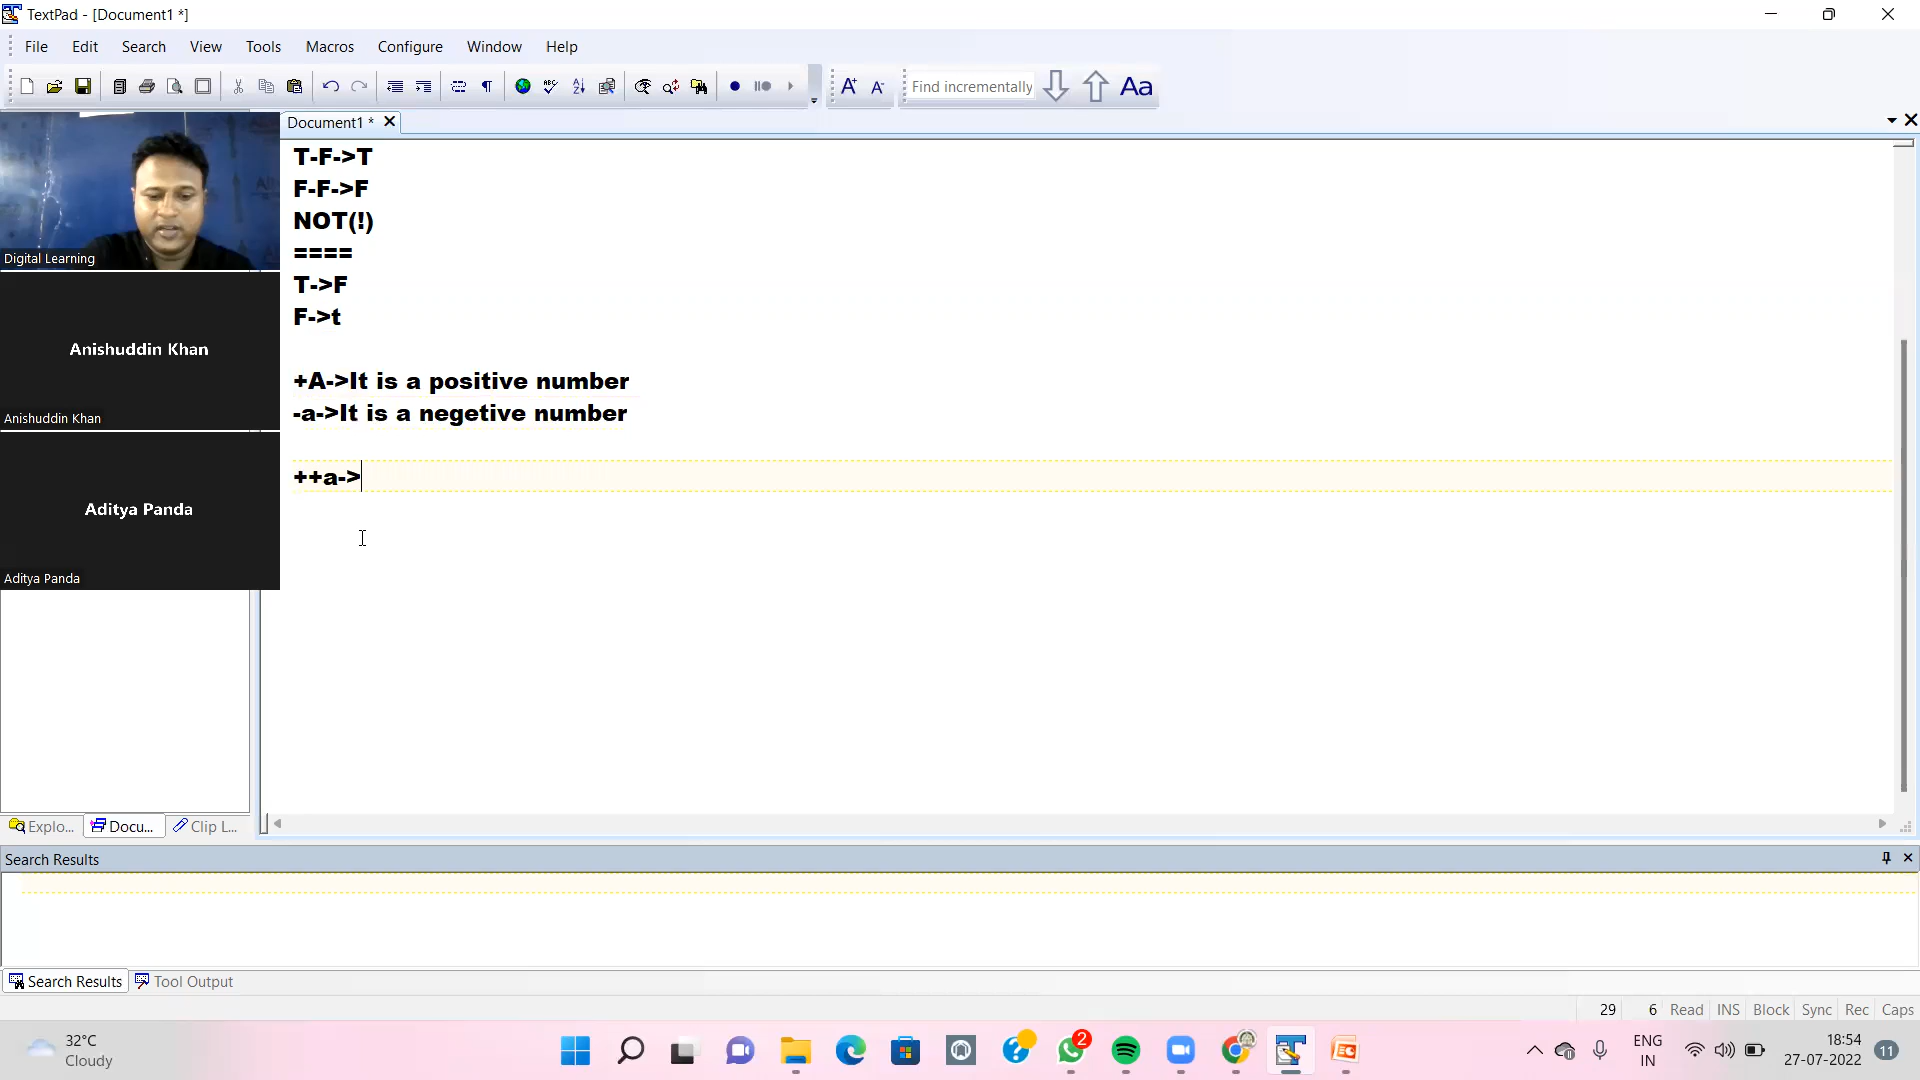 TextPad - [Document1 *]
File Edit Search View Tools Macros Configure Window Help
Find incrementally
Document1 *
T-F->T
F-F->F
NOT(!)
====
T->F
F->t
+A->It is a positive number
-a->It is a negetive number
++a->
Digital Learning
Anishuddin Khan
Anishuddin Khan
Aditya Panda
Aditya Panda
Explo... Docu... Clip L...
Search Results
Search Results Tool Output
29 6 Read INS Block Sync Rec Caps
32°C
Cloudy
2
ENG
IN
18:54
27-07-2022
11